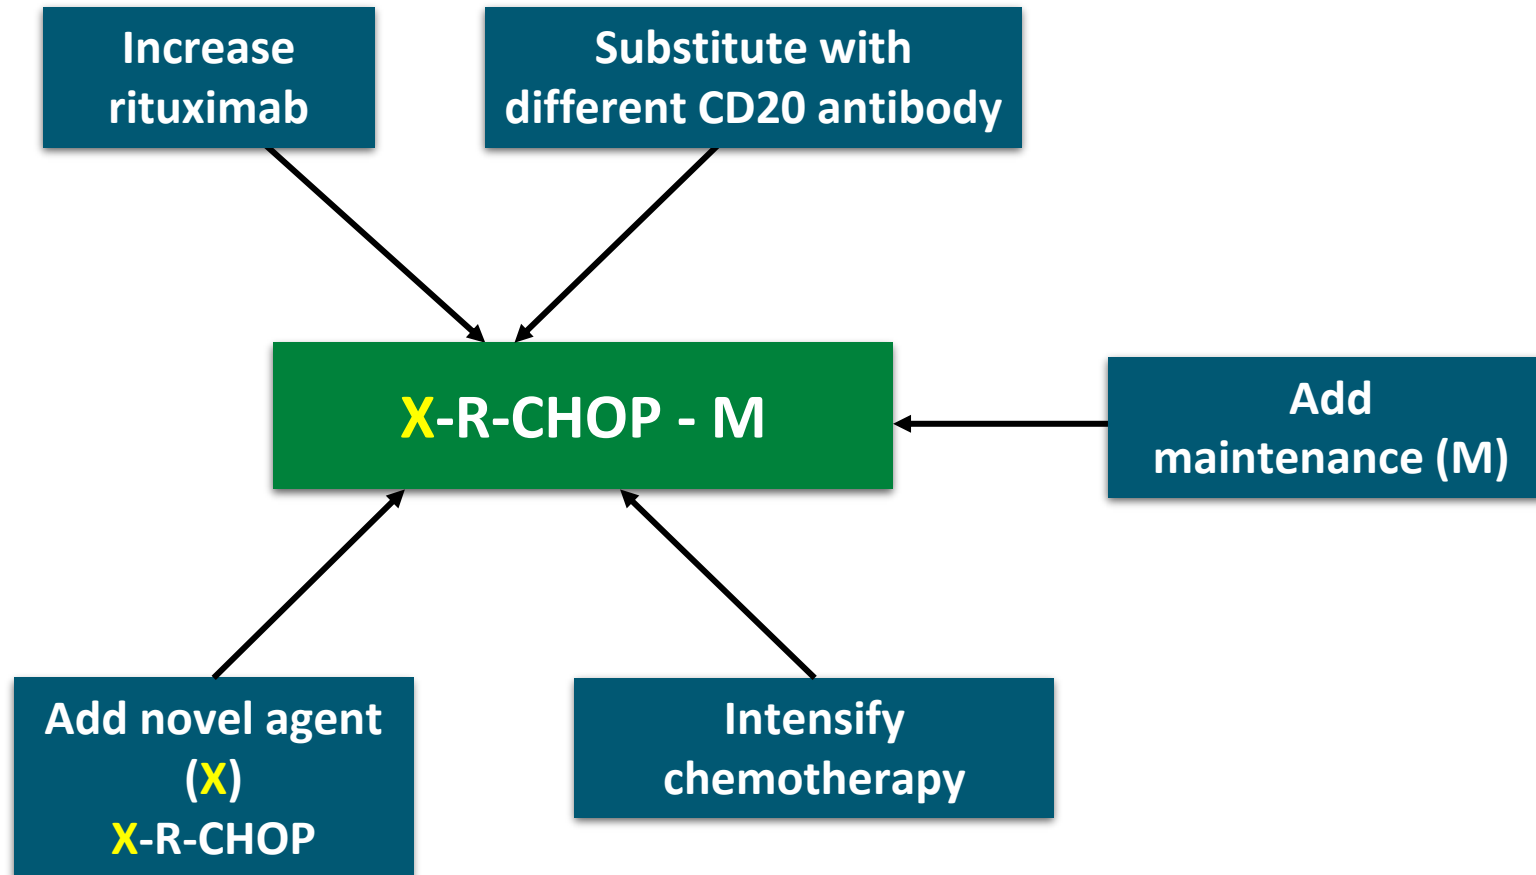 Increase
rituximab
Substitute with
different CD20 antibody
X-R-CHOP - M
Add
maintenance (M)
Add novel agent
(X)
X-R-CHOP
Intensify
chemotherapy